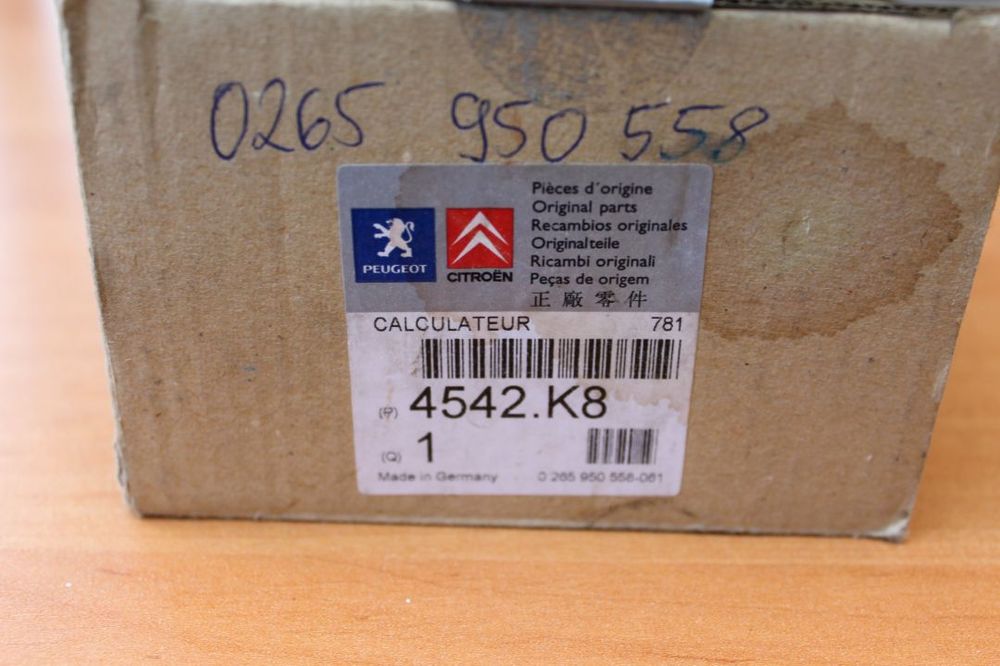 0265 950 558
Pièces d'origine
Original parts
Recambios originales
Originalteile
Ricambi originali
Peças de origem
正廠零件
PEUGEOT
CITROËN
CALCULATEUR 781
(P) 4542.K8
(Q) 1
Made in Germany 0 265 950 558-061